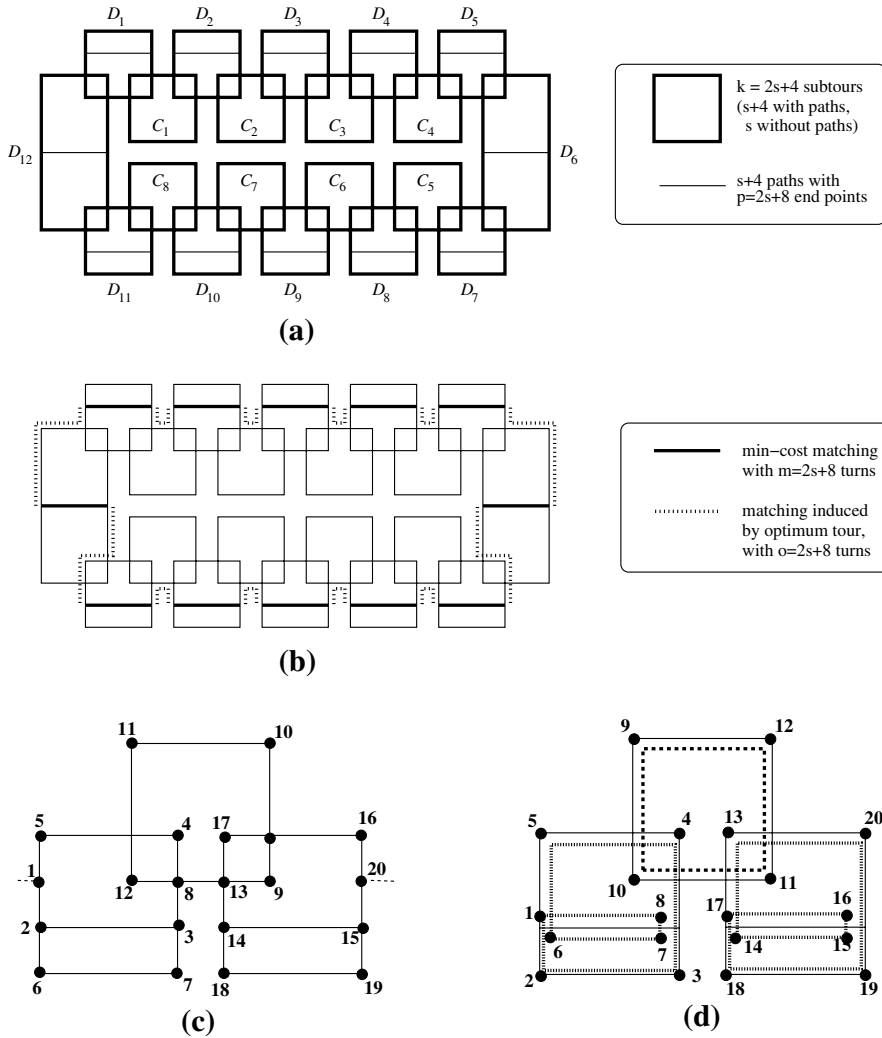 D1 D2 D3 D4 D5
C1 C2 C3 C4
D12 D6
C8 C7 C6 C5
D11 D10 D9 D8 D7
k = 2s+4 subtours
(s+4 with paths,
s without paths)
s+4 paths with
p=2s+8 end points
(a)
min−cost matching
with m=2s+8 turns
matching induced
by optimum tour,
with o=2s+8 turns
(b)
11 10
5 4 17 16
1 12 8 13 9 20
2 3 14 15
6 7 18 19
(c)
9 12
5 4 13 20
10 11
1 8 17 16
6 7 14 15
2 3 18 19
(d)